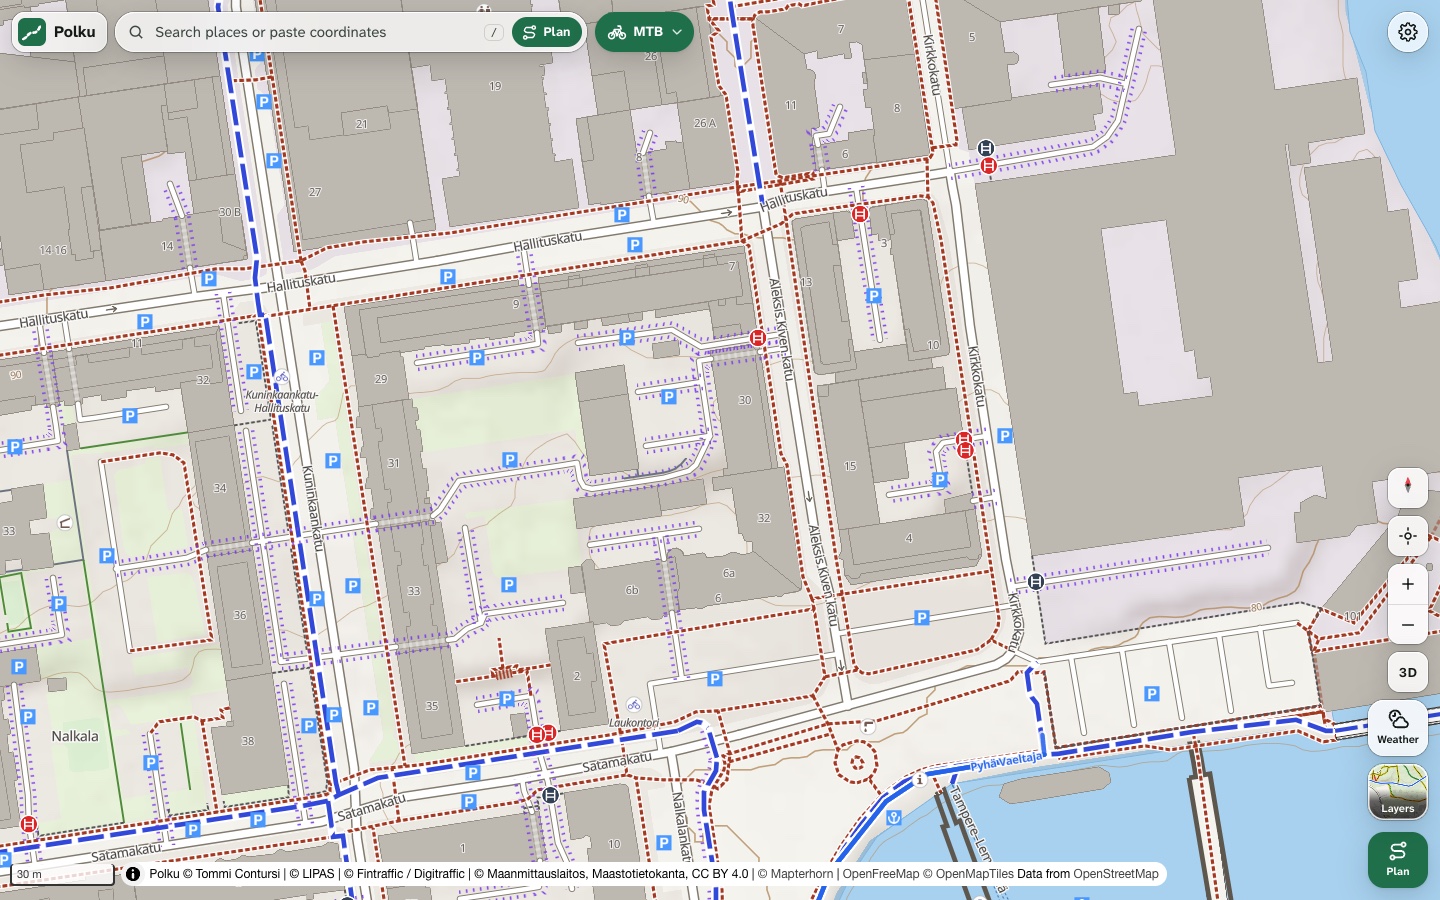 Polku
Search places or paste coordinates
/
Plan
MTB
7
5
26
19
11
8
26 A
21
6
8
Kirkkokatu
27
90
Hallituskatu
30 B
14
14 16
3
Hallituskatu
7
13
Hallituskatu
9
Hallituskatu
11
Aleksis Kiven katu
10
90
32
29
Kuninkaankatu-
Hallituskatu
30
Kirkkokatu
31
15
34
Kuninkaankatu
32
33
4
6a
6b
6
33
Aleksis Kiven katu
36
Kirkkokatu
80
101
2
35
3D
Laukontori
Nalkala
38
Weather
Satamakatu
PyhäVaeltaja
Satamakatu
Tampere-Lem
Nalkalankatu
Layers
1
10
Satamakatu
30 m
Polku © Tommi Contursi | © LIPAS | © Fintraffic / Digitraffic | © Maanmittauslaitos, Maastotietokanta, CC BY 4.0 | © Mapterhorn | OpenFreeMap © OpenMapTiles Data from OpenStreetMap
Plan